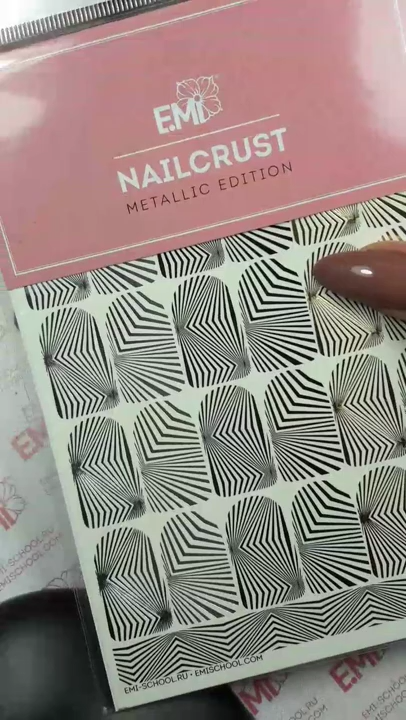 E.MI
NAILCRUST
METALLIC EDITION
EMI-SCHOOL.RU • EMISCHOOL.COM